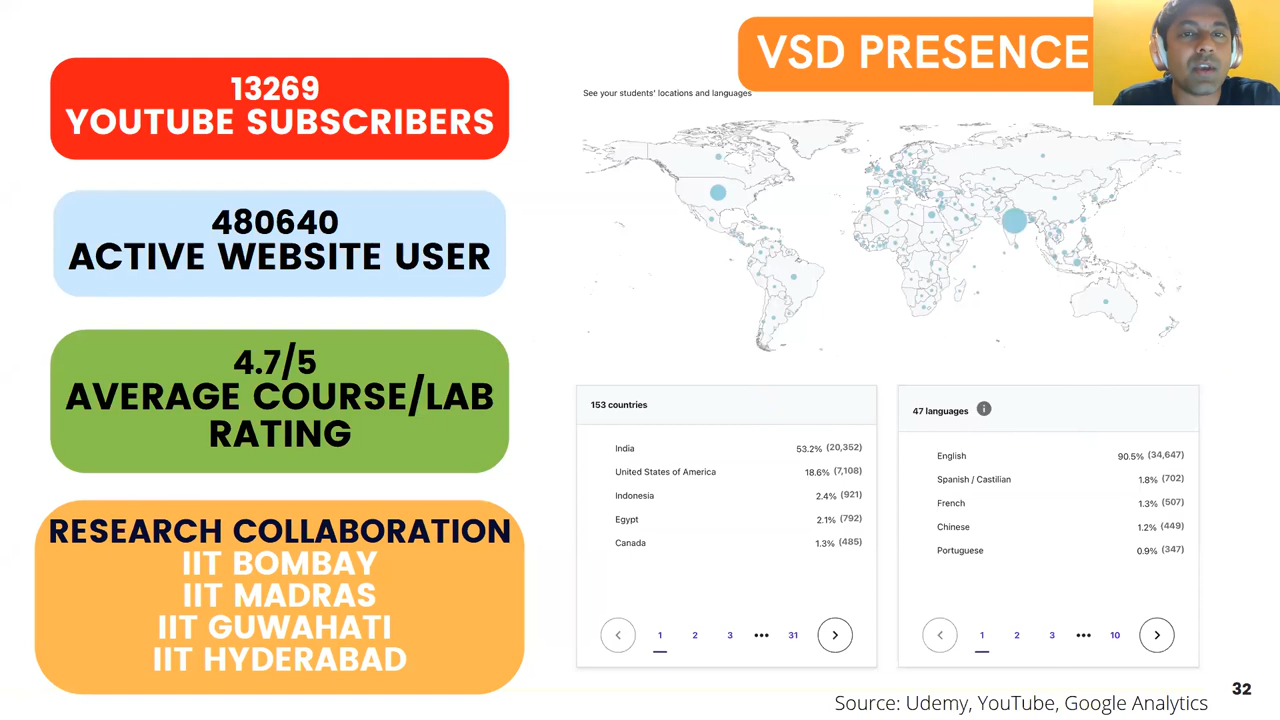 VSD PRESENCE
13269
YOUTUBE SUBSCRIBERS
480640
ACTIVE WEBSITE USER
4.7/5
AVERAGE COURSE/LAB
RATING
RESEARCH COLLABORATION
IIT BOMBAY
IIT MADRAS
IIT GUWAHATI
IIT HYDERABAD
See your students' locations and languages
153 countries
India 53.2% (20,352)
United States of America 18.6% (7,108)
Indonesia 2.4% (921)
Egypt 2.1% (792)
Canada 1.3% (485)
1 2 3 ••• 31
47 languages
English 90.5% (34,647)
Spanish / Castilian 1.8% (702)
French 1.3% (507)
Chinese 1.2% (449)
Portuguese 0.9% (347)
1 2 3 ••• 10
32
Source: Udemy, YouTube, Google Analytics